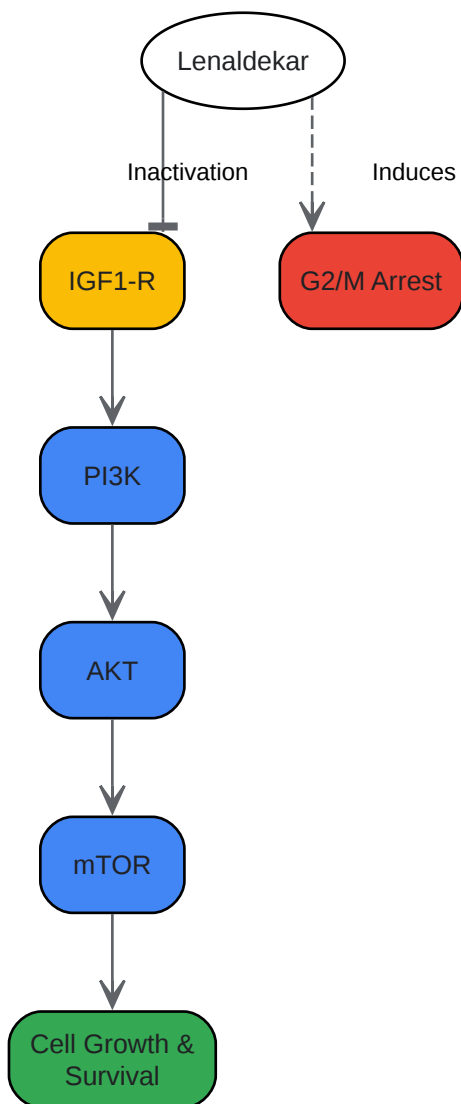 Lenaldekar
Inactivation
Induces
IGF1-R
G2/M Arrest
PI3K
AKT
mTOR
Cell Growth &
Survival